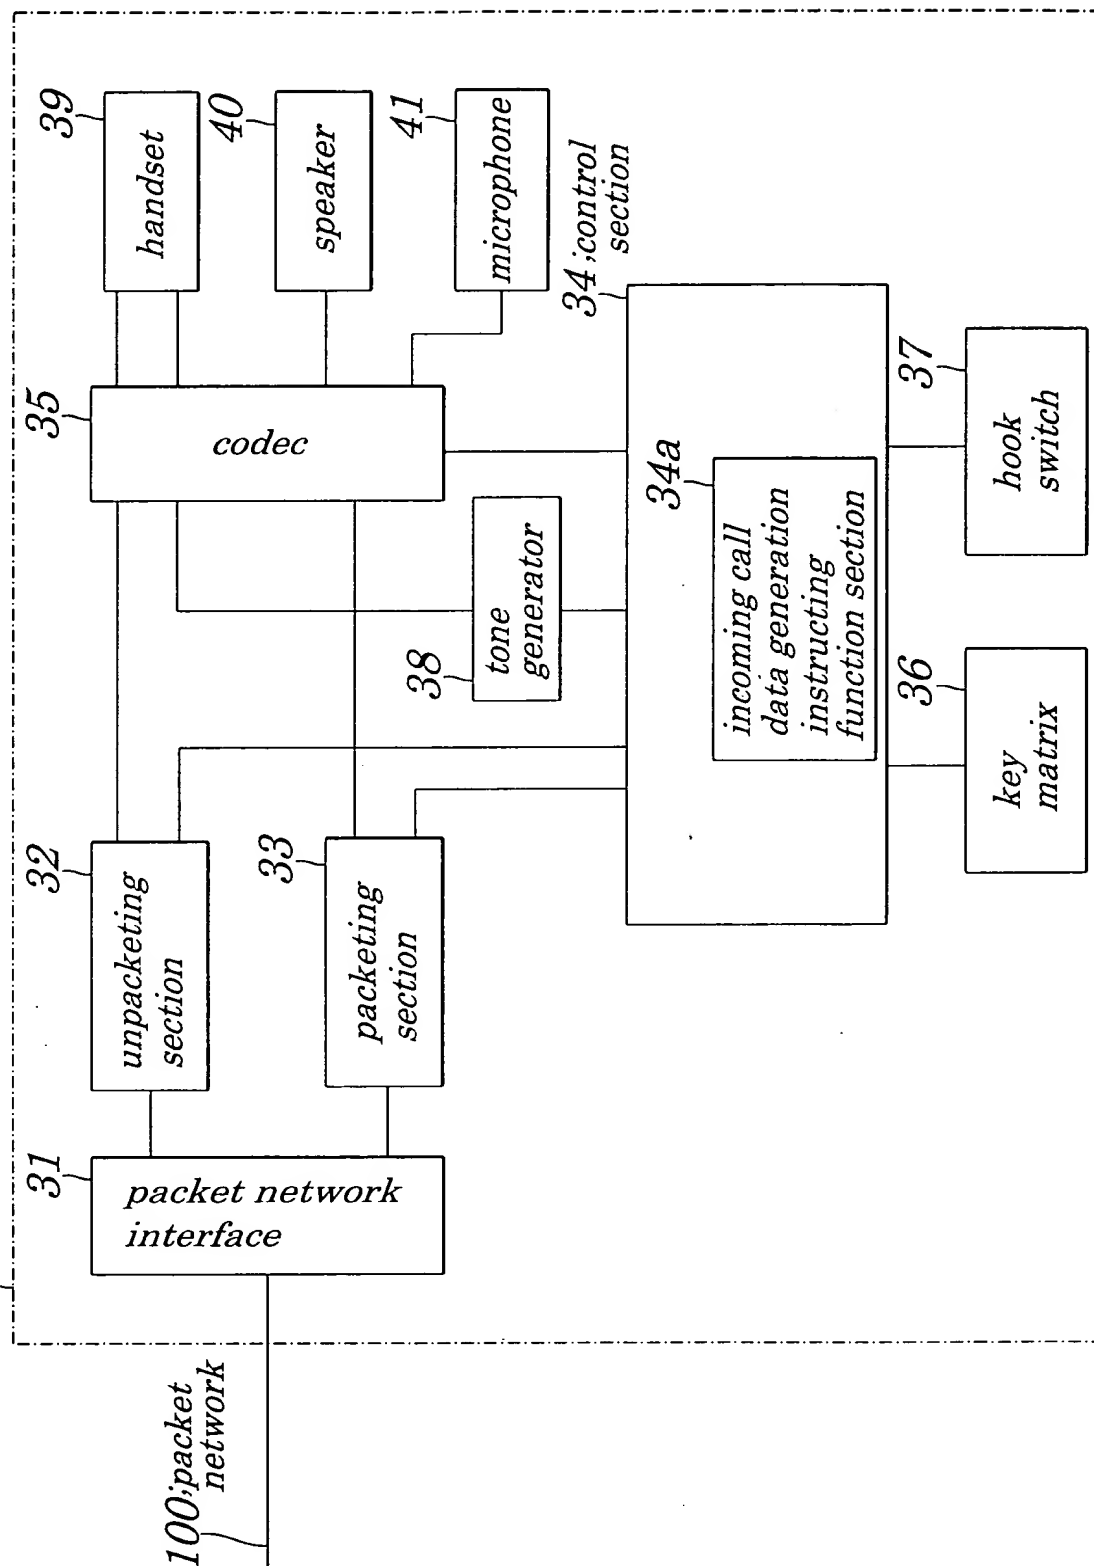 100;packet
network
31
packet network
interface
32
unpacketing
section
33
packeting
section
35
codec
39
handset
40
speaker
41
microphone
38
tone
generator
34;control
section
34a
incoming call
data generation
instructing
function section
36
key
matrix
37
hook
switch